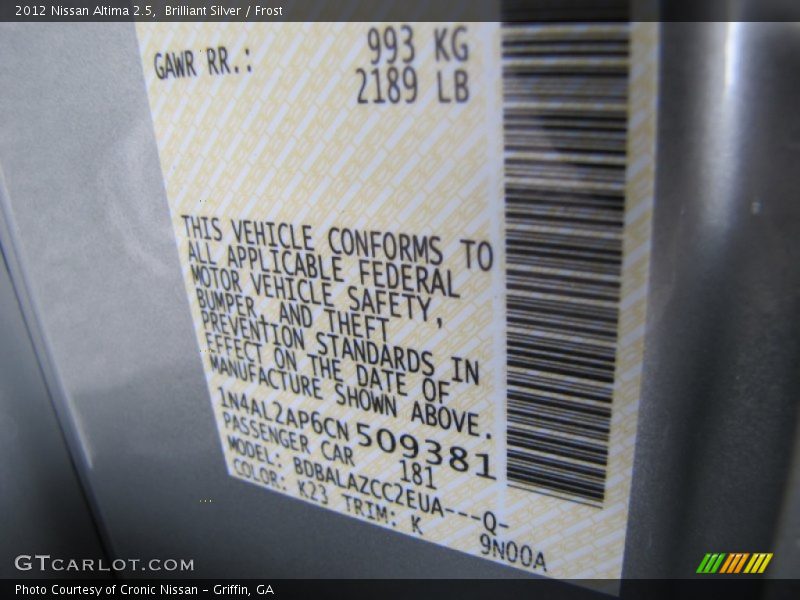 2012 Nissan Altima 2.5,  Brilliant Silver / Frost
993 KG
GAWR RR.:
2189 LB
THIS VEHICLE CONFORMS TO
ALL APPLICABLE FEDERAL
MOTOR VEHICLE SAFETY,
BUMPER, AND THEFT
PREVENTION STANDARDS IN
EFFECT ON THE DATE OF
MANUFACTURE SHOWN ABOVE.
1N4AL2AP6CN 509381
PASSENGER CAR 181
MODEL: BDBALAZCC2EUA---Q-
COLOR: K23 TRIM: K 9N00A
GTCARLOT.COM
Photo Courtesy of Cronic Nissan – Griffin, GA